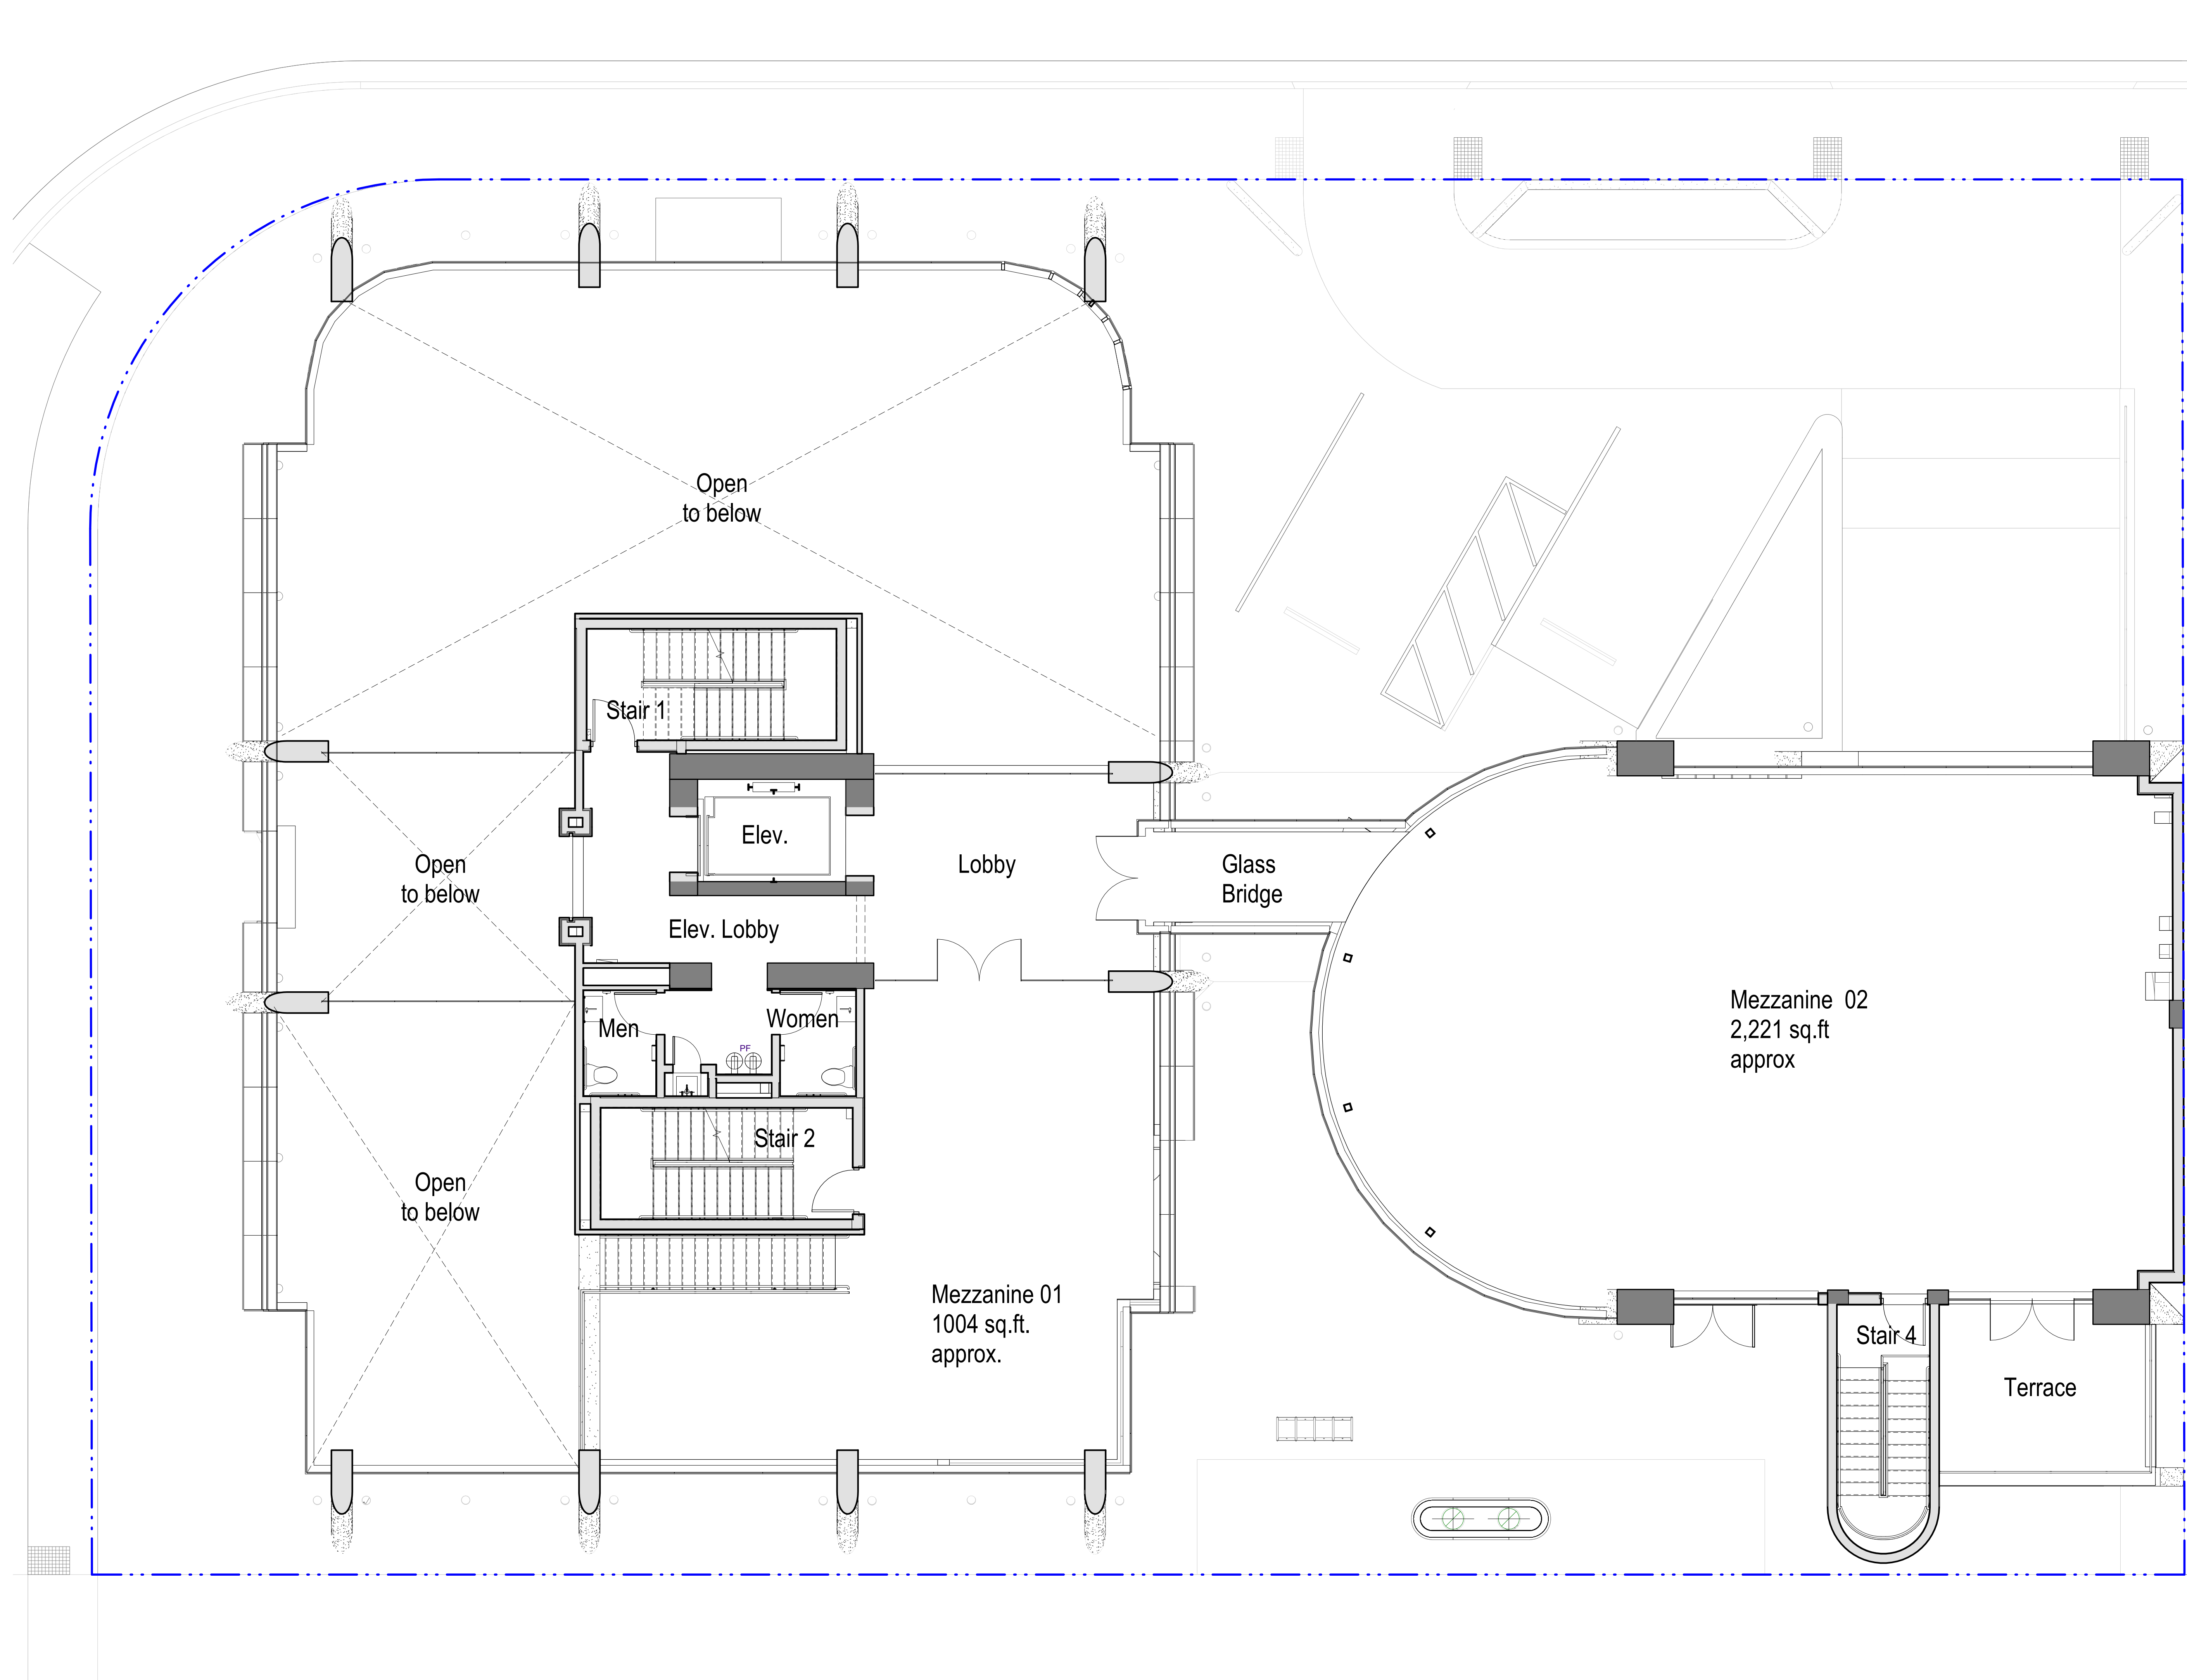 Open
to below
Stair 1
Elev.
Open
to below
Lobby
Glass
Bridge
Elev. Lobby
Men
Women
PF
Mezzanine  02
2,221 sq.ft
approx
Stair 2
Open
to below
Mezzanine 01
1004 sq.ft.
approx.
Stair 4
Terrace